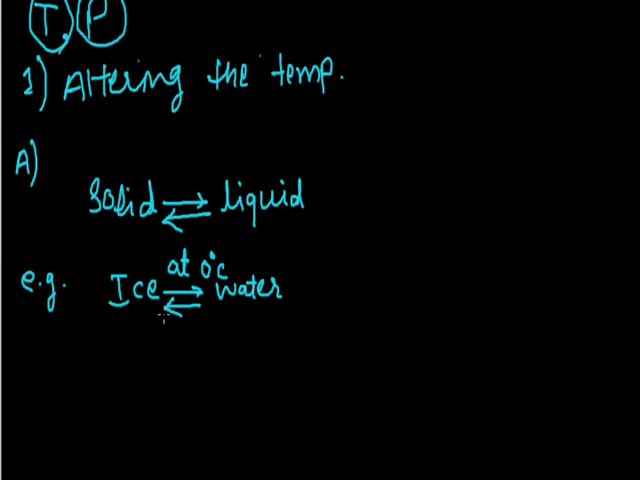 T. P
1) Altering the temp.
A)
Solid ⇌ liquid
at 0°c
e.g. Ice ⇌ water